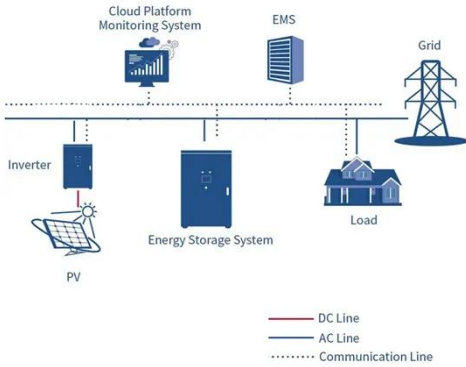 Cloud Platform
Monitoring System
EMS
Grid
Inverter
Energy Storage System
Load
PV
DC Line
AC Line
Communication Line